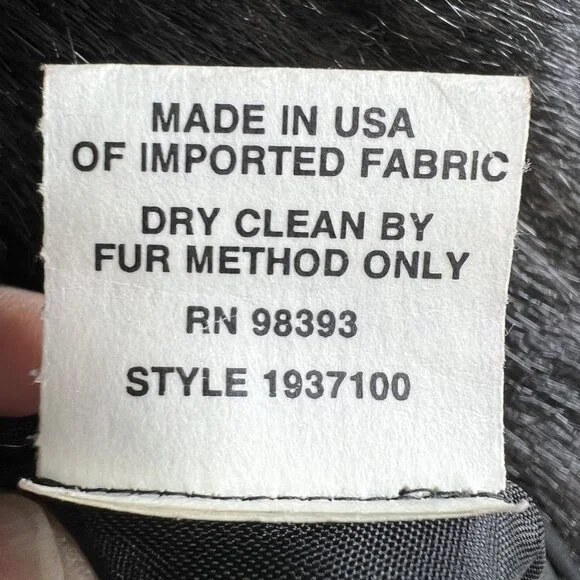 MADE IN USA
OF IMPORTED FABRIC
DRY CLEAN BY
FUR METHOD ONLY
RN 98393
STYLE 1937100